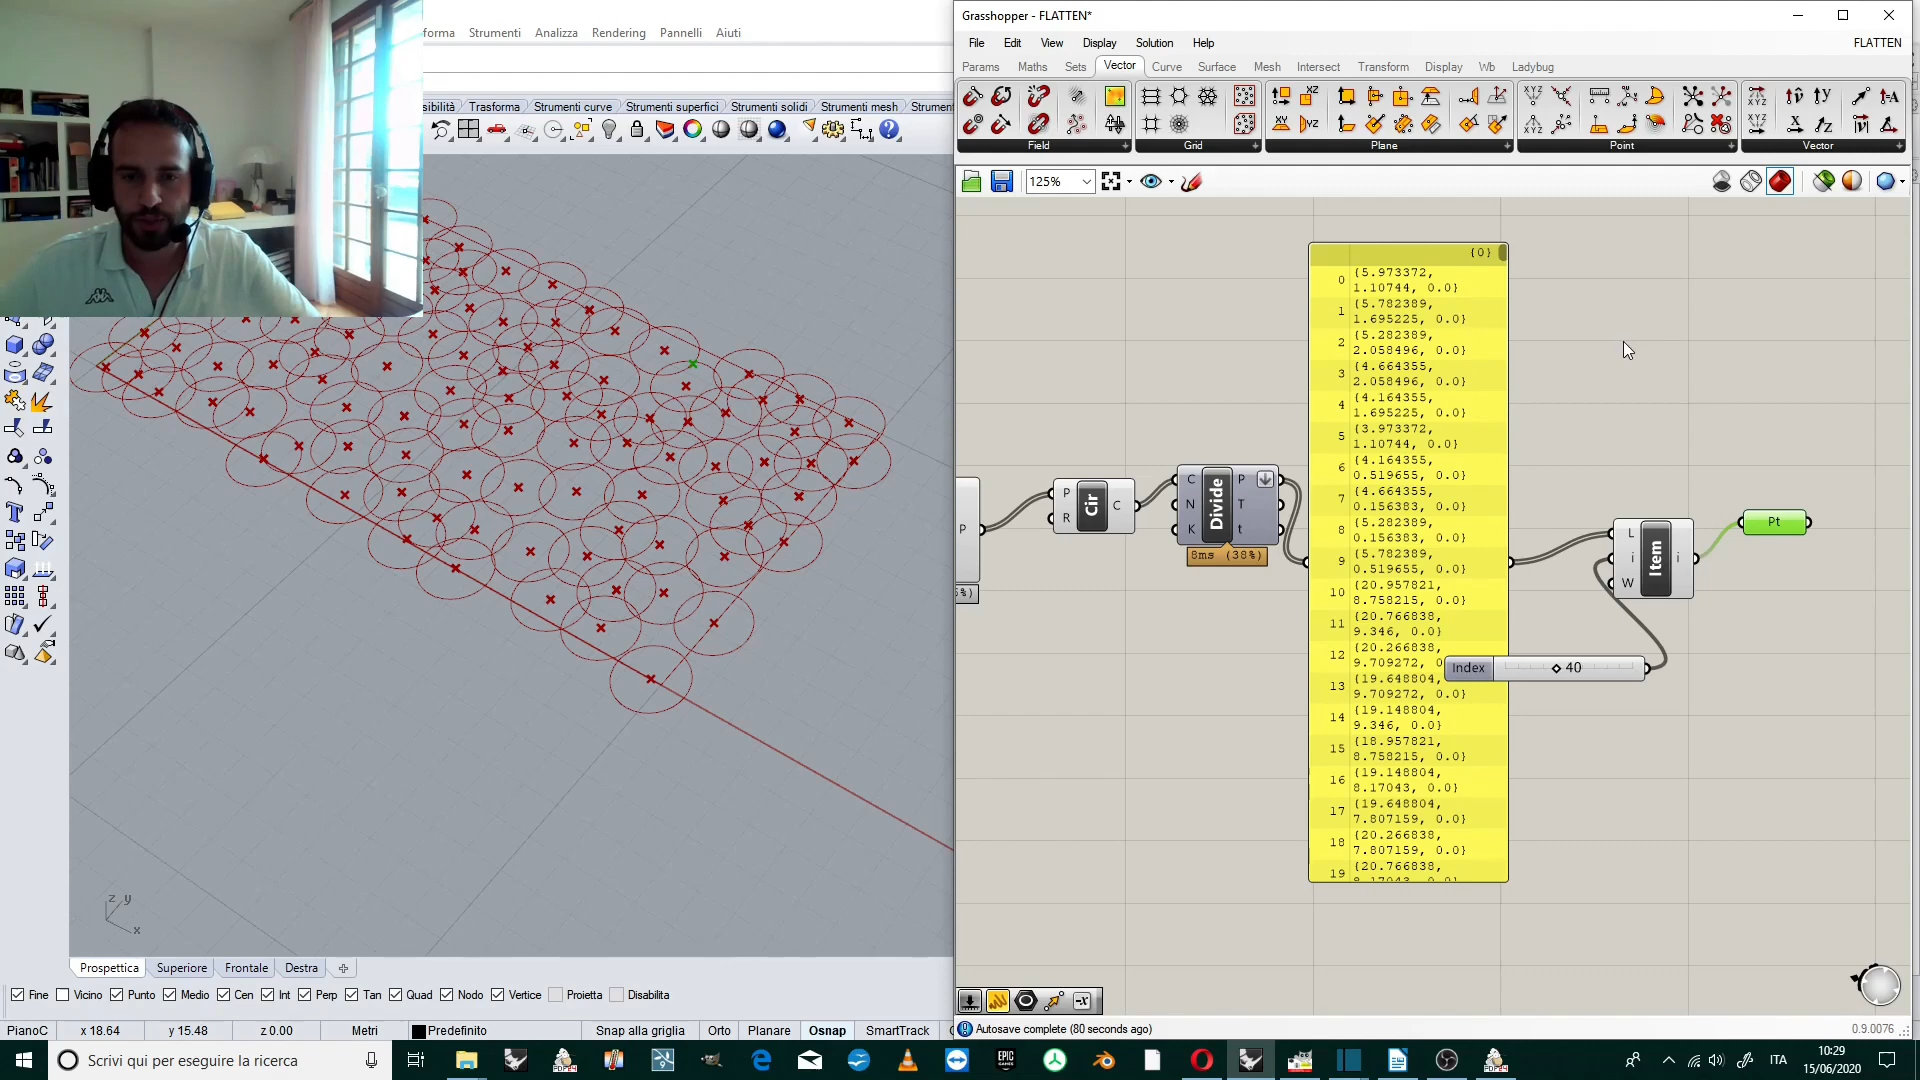 forma Strumenti Analizza Rendering Pannelli Aiuti
sibilità Trasforma Strumenti curve Strumenti superfici Strumenti solidi Strumenti mesh Strumen
Grasshopper - FLATTEN*
File Edit View Display Solution Help FLATTEN
Params Maths Sets Vector Curve Surface Mesh Intersect Transform Display Wb Ladybug
Field Grid Plane Point Vector
125%
{0}
0 {5.973372,
1.10744, 0.0}
1 {5.782389,
1.695225, 0.0}
2 {5.282389,
2.058496, 0.0}
3 {4.664355,
2.058496, 0.0}
4 {4.164355,
1.695225, 0.0}
5 {3.973372,
1.10744, 0.0}
6 {4.164355,
0.519655, 0.0}
7 {4.664355,
0.156383, 0.0}
8 {5.282389,
0.156383, 0.0}
9 {5.782389,
0.519655, 0.0}
10 {20.957821,
8.758215, 0.0}
11 {20.766838,
9.346, 0.0}
12 {20.266838,
9.709272, 0
13 {19.648804,
9.709272, 0.0}
14 {19.148804,
9.346, 0.0}
15 {18.957821,
8.758215, 0.0}
16 {19.148804,
8.17043, 0.0}
17 {19.648804,
7.807159, 0.0}
18 {20.266838,
7.807159, 0.0}
19 {20.766838,
8.17043, 0.0}
P
P R Cir C
C N K Divide P T t
8ms (38%)
L i W Item i
Pt
Index 40
z y x
Prospettica Superiore Frontale Destra
Fine Vicino Punto Medio Cen Int Perp Tan Quad Nodo Vertice Proietta Disabilita
PianoC x 18.64 y 15.48 z 0.00 Metri Predefinito Snap alla griglia Orto Planare Osnap SmartTrack
Autosave complete (80 seconds ago) 0.9.0076
Scrivi qui per eseguire la ricerca
ITA
10:29
15/06/2020